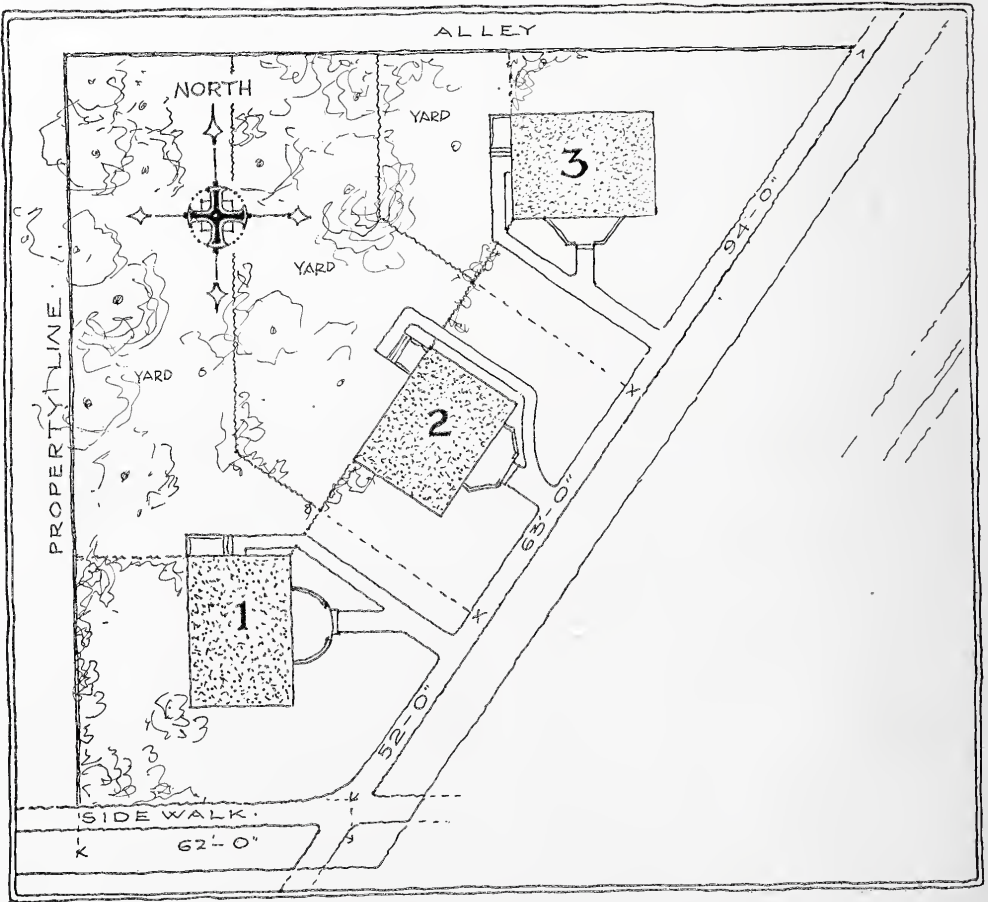 ALLEY
NORTH
YARD
3
94'-0"
YARD
PROPERTY LINE.
YARD
2
63'-0"
1
52'-0"
SIDE WALK.
62'-0"